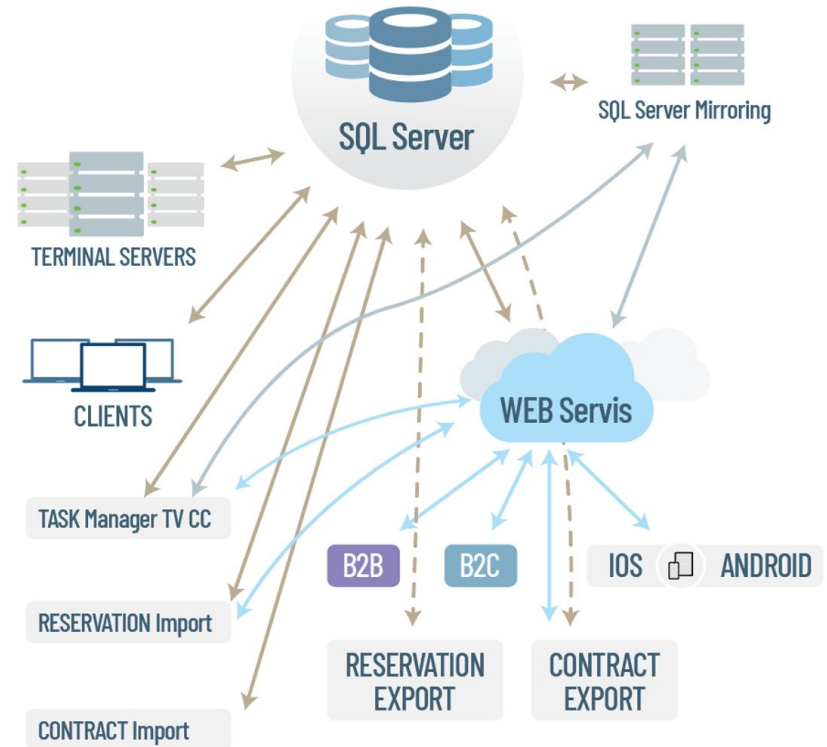 SQL Server
SQL Server Mirroring
TERMINAL SERVERS
CLIENTS
WEB Servis
TASK Manager TV CC
B2B
B2C
IOS
ANDROID
RESERVATION Import
RESERVATION
EXPORT
CONTRACT
EXPORT
CONTRACT Import